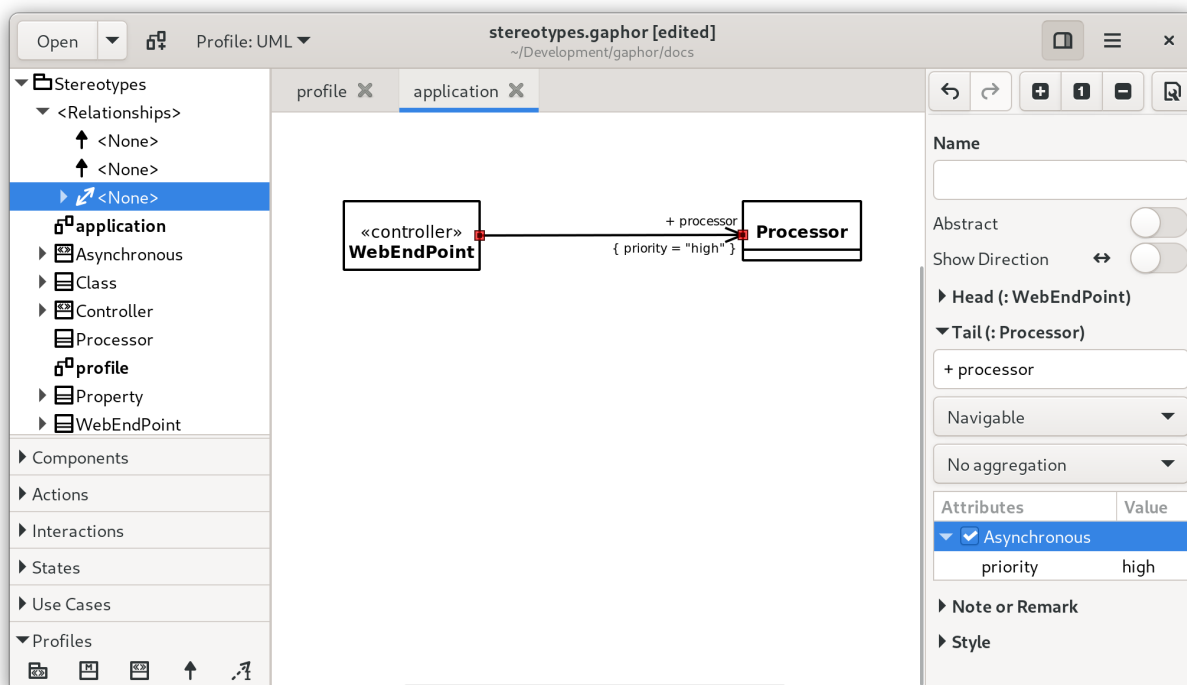 Open
Profile: UML
stereotypes.gaphor [edited]
~/Development/gaphor/docs
Stereotypes
<Relationships>
<None>
<None>
<None>
application
Asynchronous
Class
Controller
Processor
profile
Property
WebEndPoint
Components
Actions
Interactions
States
Use Cases
Profiles
profile
application
«controller»
WebEndPoint
+ processor
{ priority = "high" }
Processor
1
Name
Abstract
Show Direction
Head (: WebEndPoint)
Tail (: Processor)
+ processor
Navigable
No aggregation
Attributes Value
Asynchronous
priority high
Note or Remark
Style